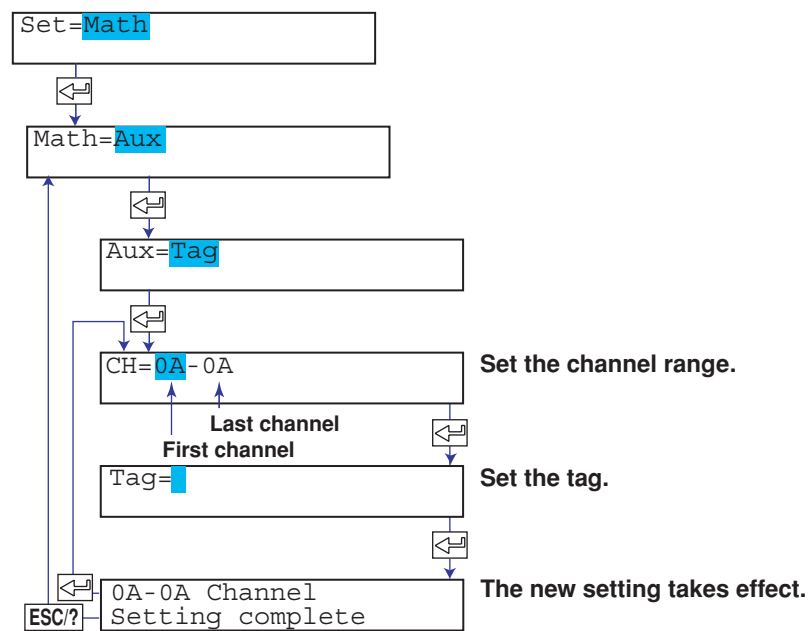 Set=Math
Math=Aux
Aux=Tag
CH=0A-0A
Set the channel range.
Last channel
First channel
Tag=
Set the tag.
0A-0A Channel
Setting complete
The new setting takes effect.
ESC/?